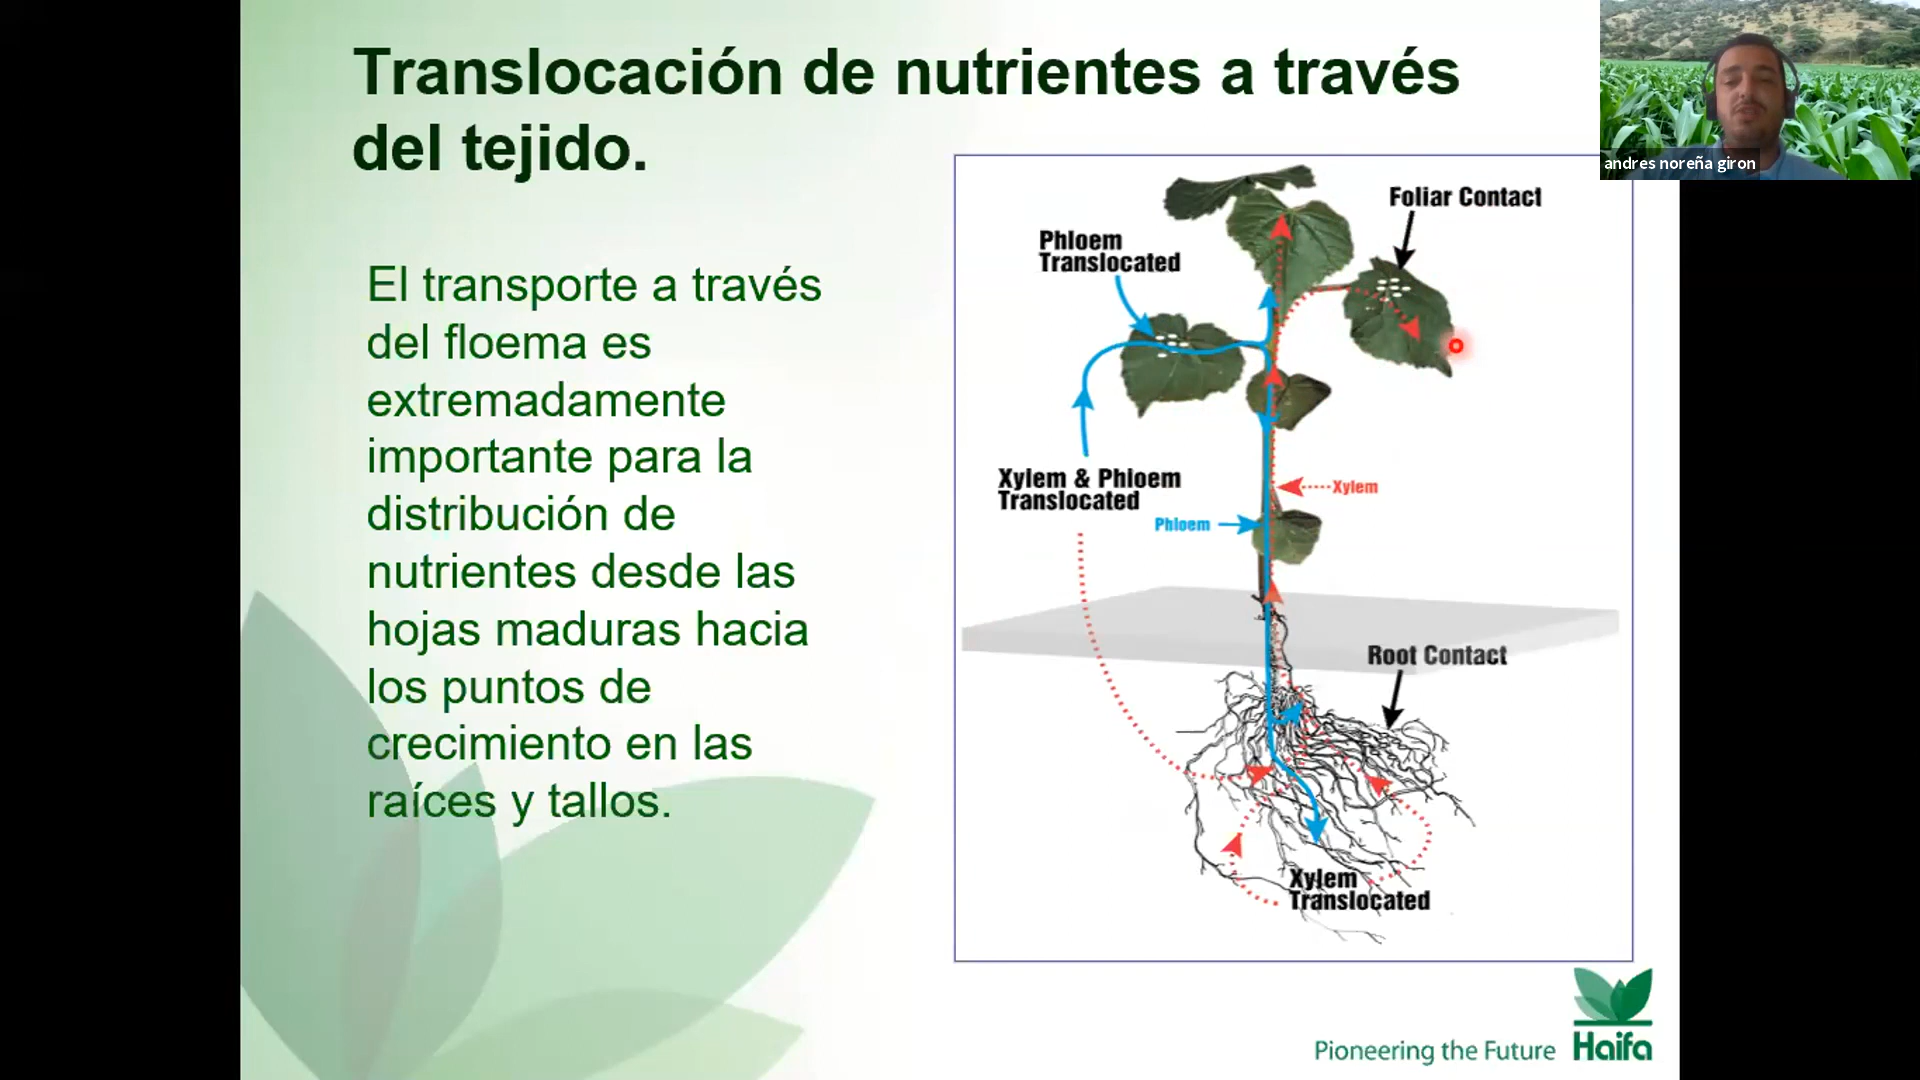 Translocación de nutrientes a través
del tejido.
andres noreña giron
El transporte a través
del floema es
extremadamente
importante para la
distribución de
nutrientes desde las
hojas maduras hacia
los puntos de
crecimiento en las
raíces y tallos.
Foliar Contact
Phloem
Translocated
Xylem & Phloem
Translocated
Xylem
Phloem
Root Contact
Xylem
Translocated
Pioneering the Future
Haifa